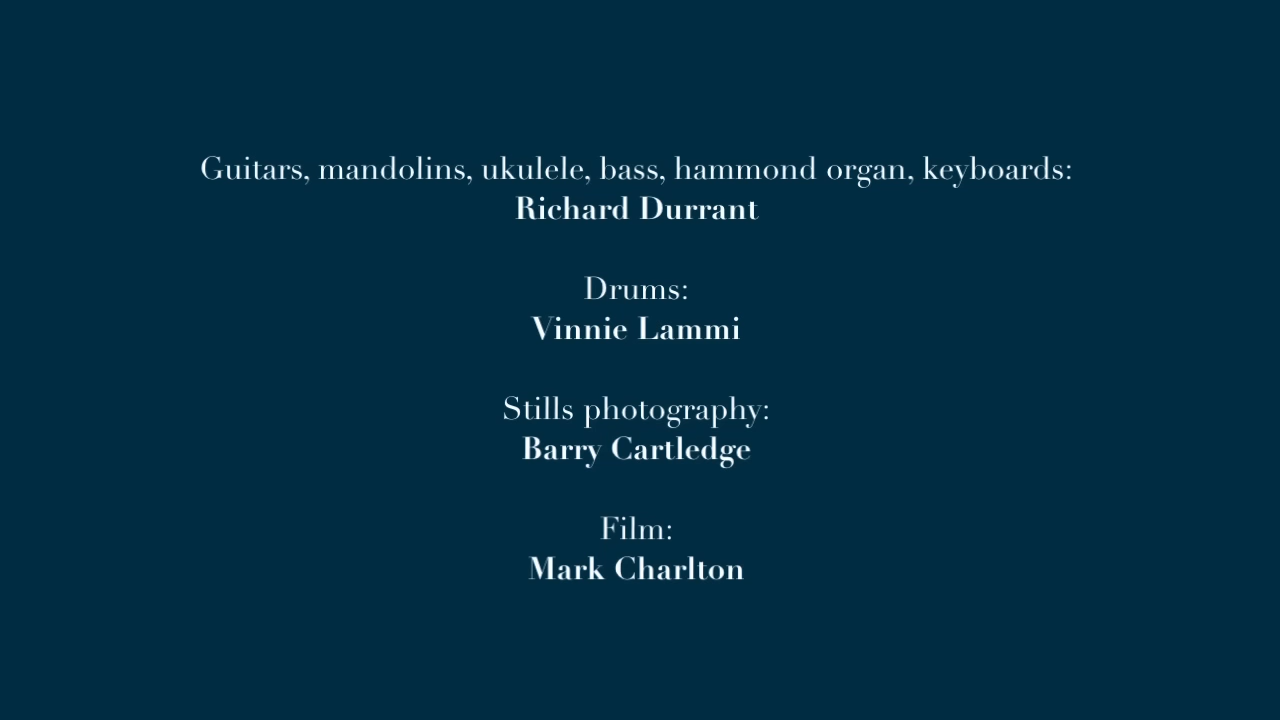 Guitars, mandolins, ukulele, bass, hammond organ, keyboards:
Richard Durrant
Drums:
Vinnie Lammi
Stills photography:
Barry Cartledge
Film:
Mark Charlton